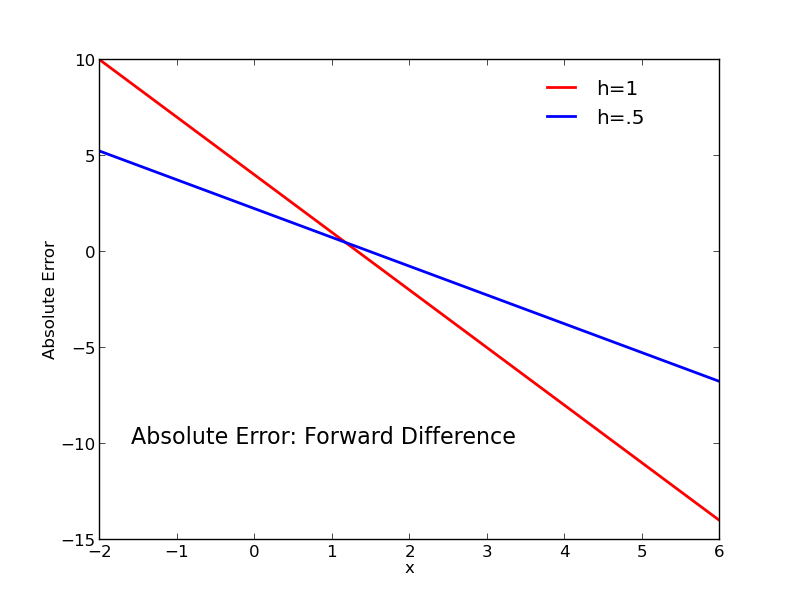 10
5
0
−5
−10
−15
Absolute Error
h=1
h=.5
Absolute Error: Forward Difference
−2 −1 0 1 2 3 4 5 6
x